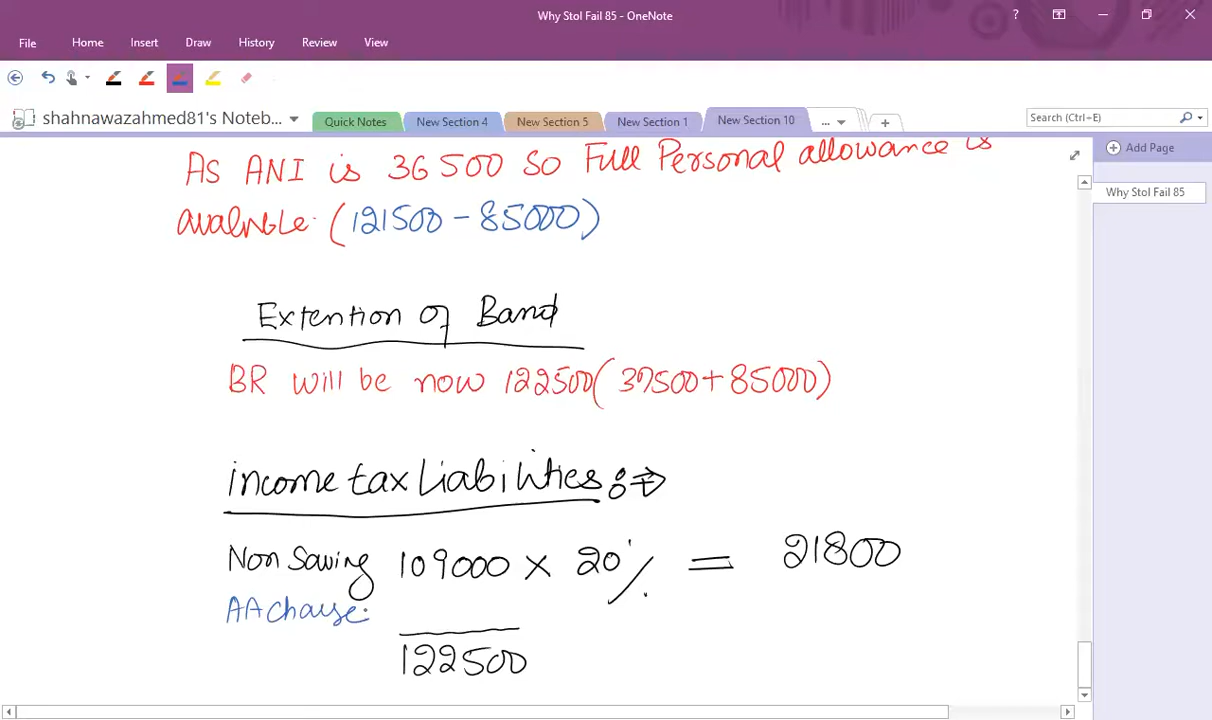 Why Stol Fail 85 - OneNote
?
File Home Insert Draw History Review View
shahnawazahmed81's Noteb... Quick Notes New Section 4 New Section 5 New Section 1 New Section 10 ... + Search (Ctrl+E)
Add Page
Why Stol Fail 85
As ANI is 36500 so Full Personal allowance is
(121500 - 85000)
Extention of Band
BR will be now 122500 (37500 + 85000)
income tax Liabilities :⇒
Non Saving 109000 × 20% = 21800
AA charge
122500